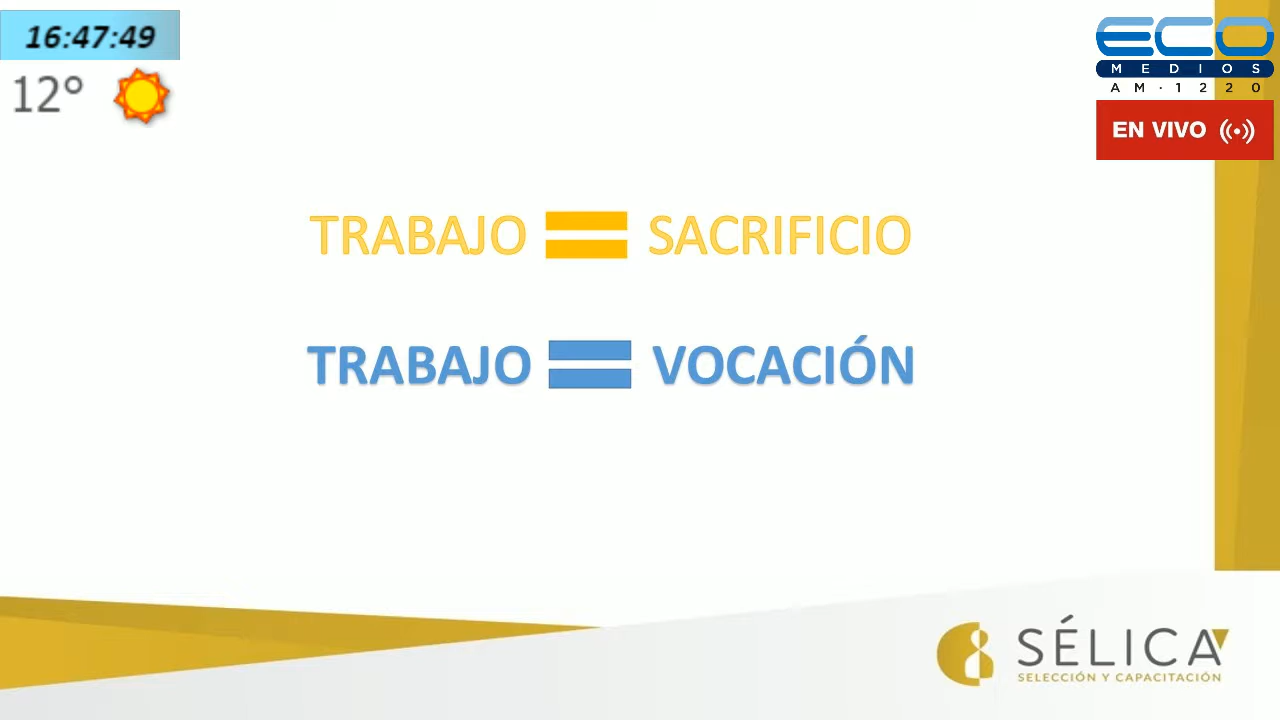 16:47:49
12°
ECO
MEDIOS
AM·1220
EN VIVO
TRABAJO = SACRIFICIO
TRABAJO = VOCACIÓN
SÉLICA
SELECCIÓN Y CAPACITACIÓN